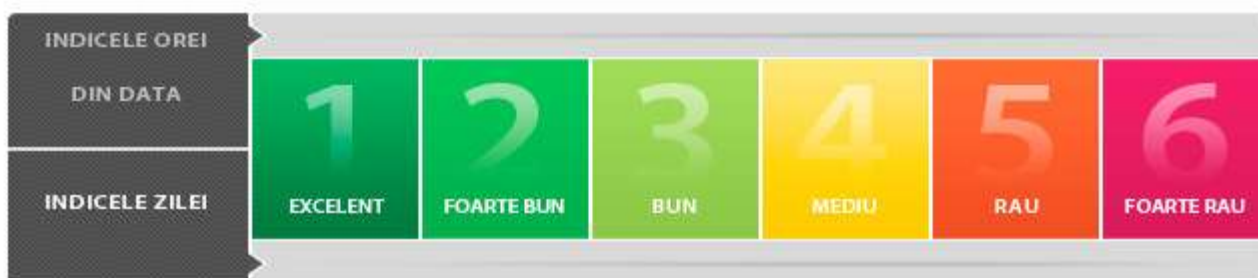 INDICELE OREI
DIN DATA
INDICELE ZILEI
1 2 3 4 5 6
EXCELENT FOARTE BUN BUN MEDIU RAU FOARTE RAU